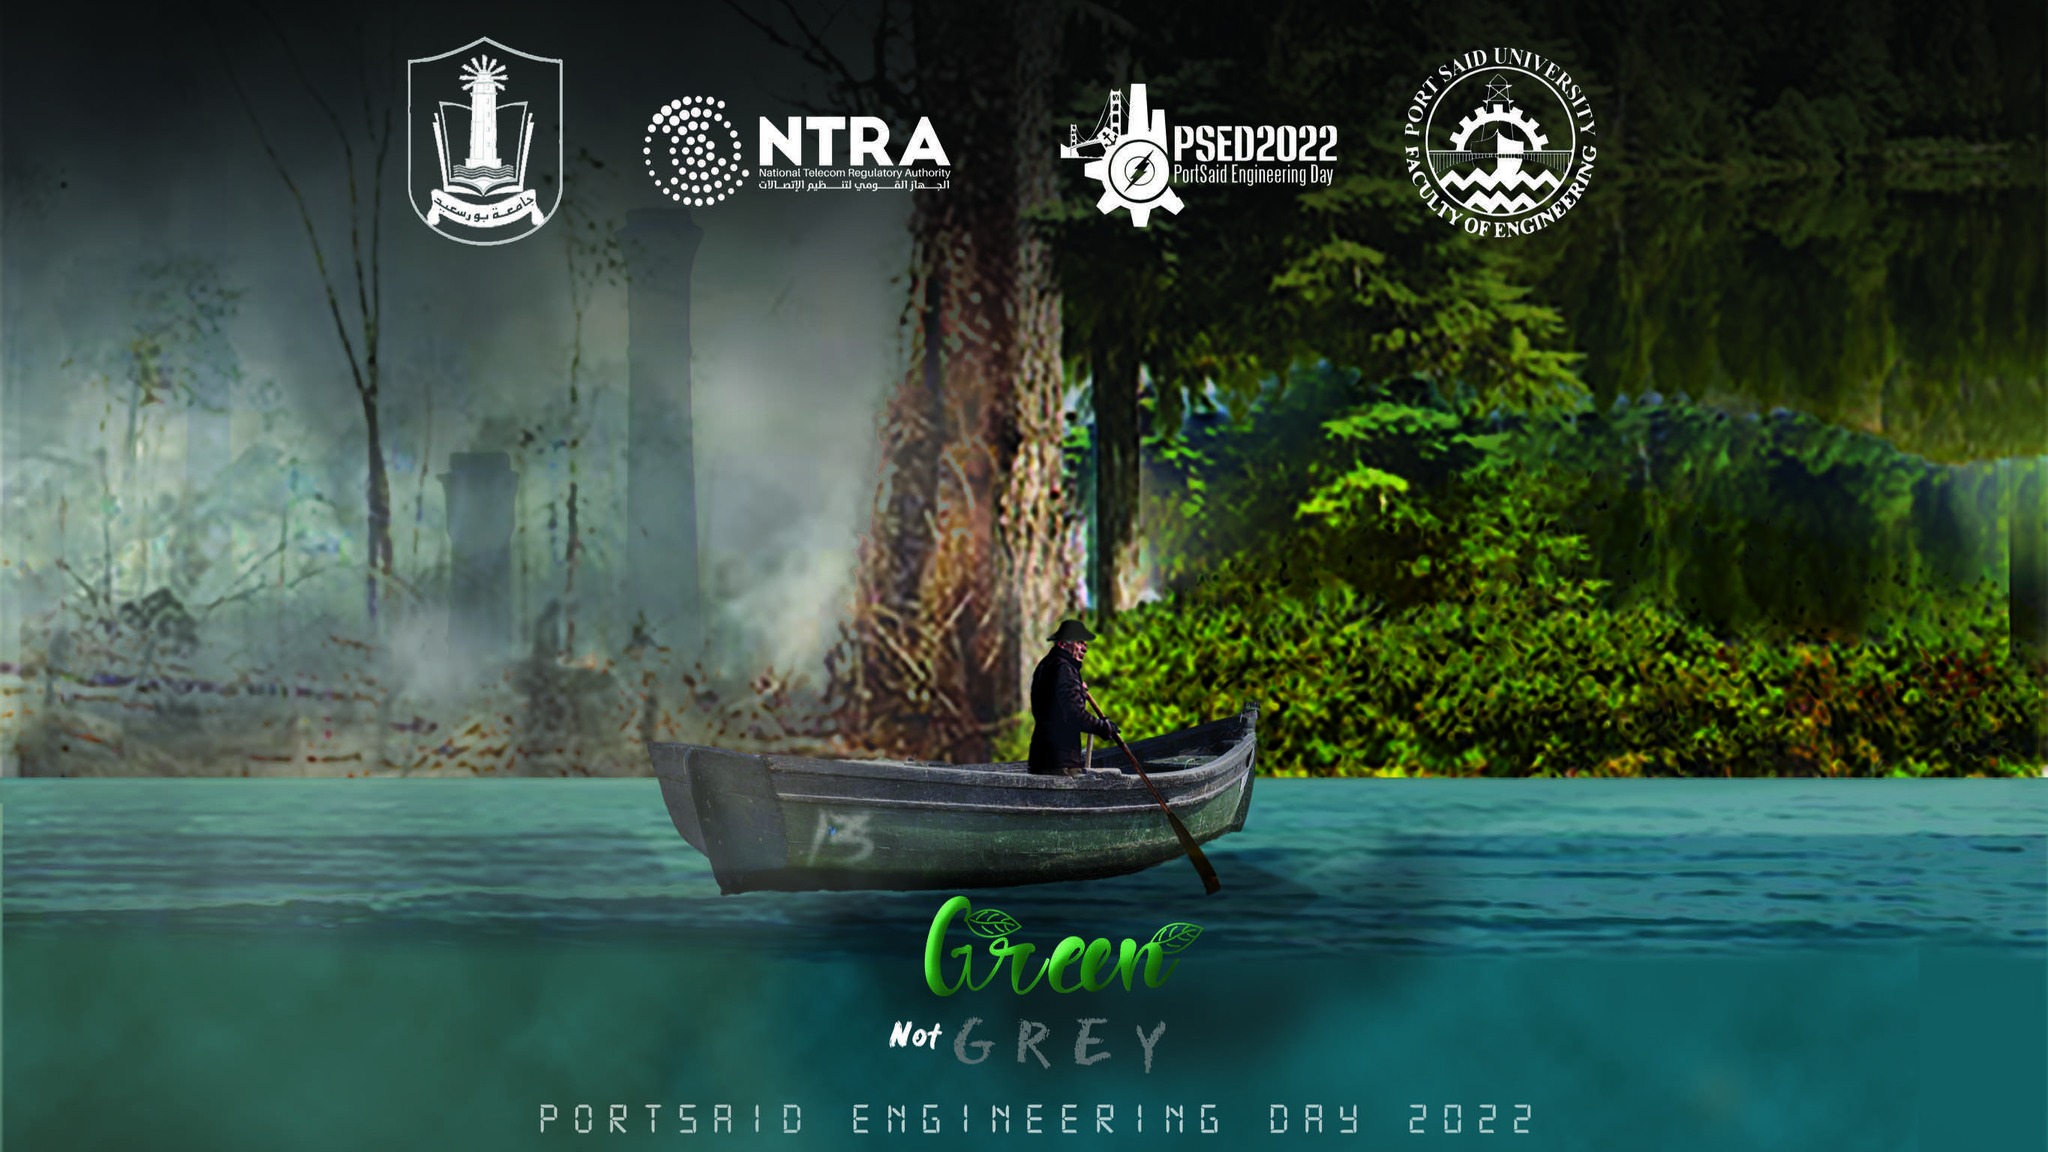 جامعة بورسعيد
NTRA
National Telecom Regulatory Authority
الجهاز القومي لتنظيم الإتصالات
PSED2022
PortSaid Engineering Day
PORT SAID UNIVERSITY
FACULTY OF ENGINEERING
13
Green
Not GREY
PORTSAID ENGINEERING DAY 2022